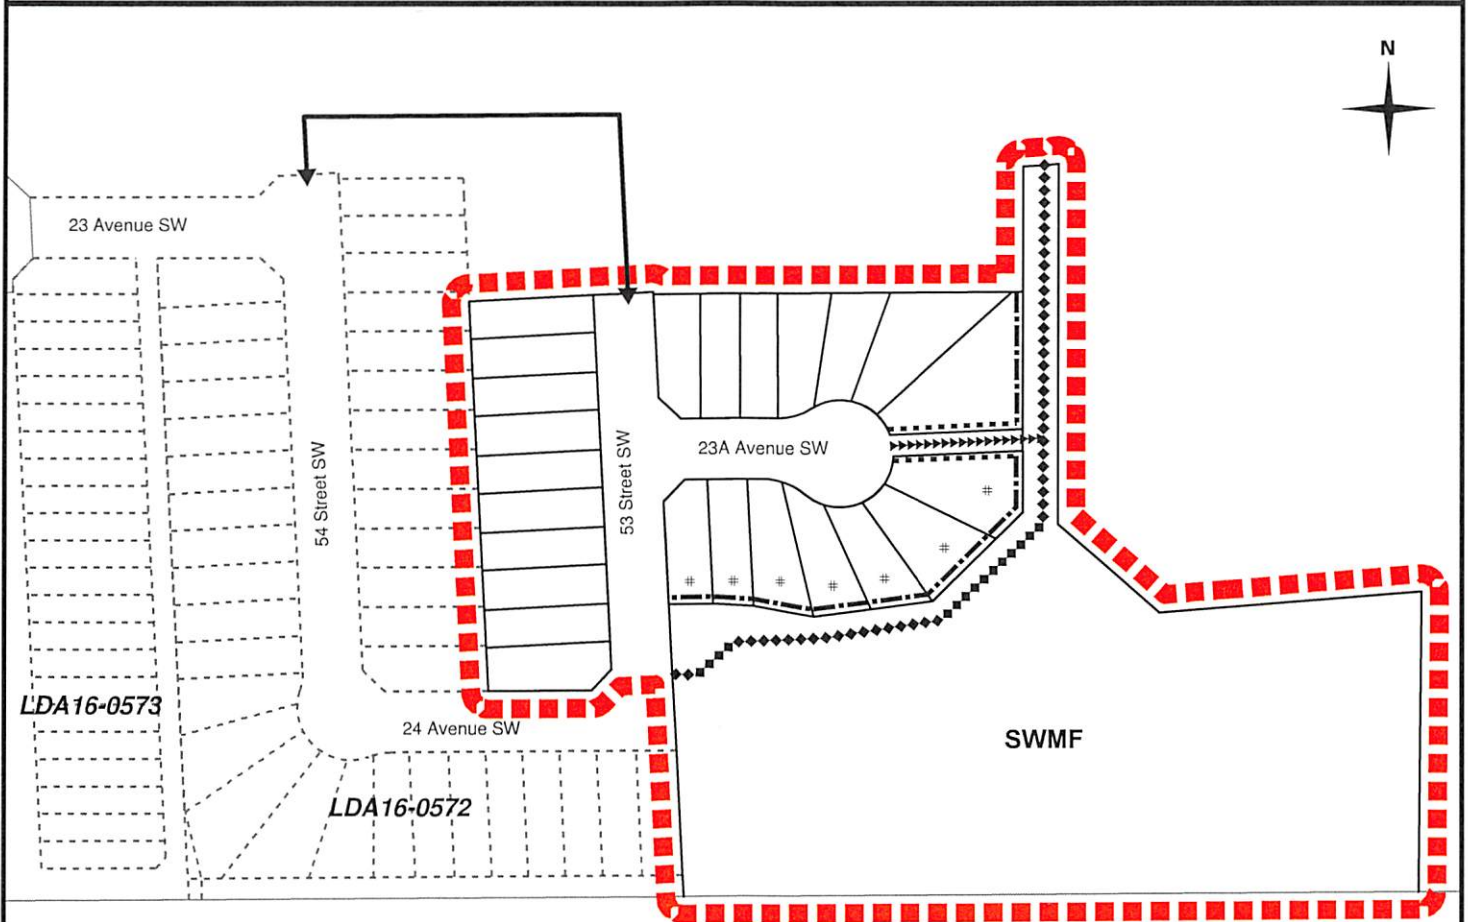 N
23 Avenue SW
54 Street SW
53 Street SW
23A Avenue SW
#
#
#
#
#
#
#
LDA16-0573
24 Avenue SW
SWMF
LDA16-0572